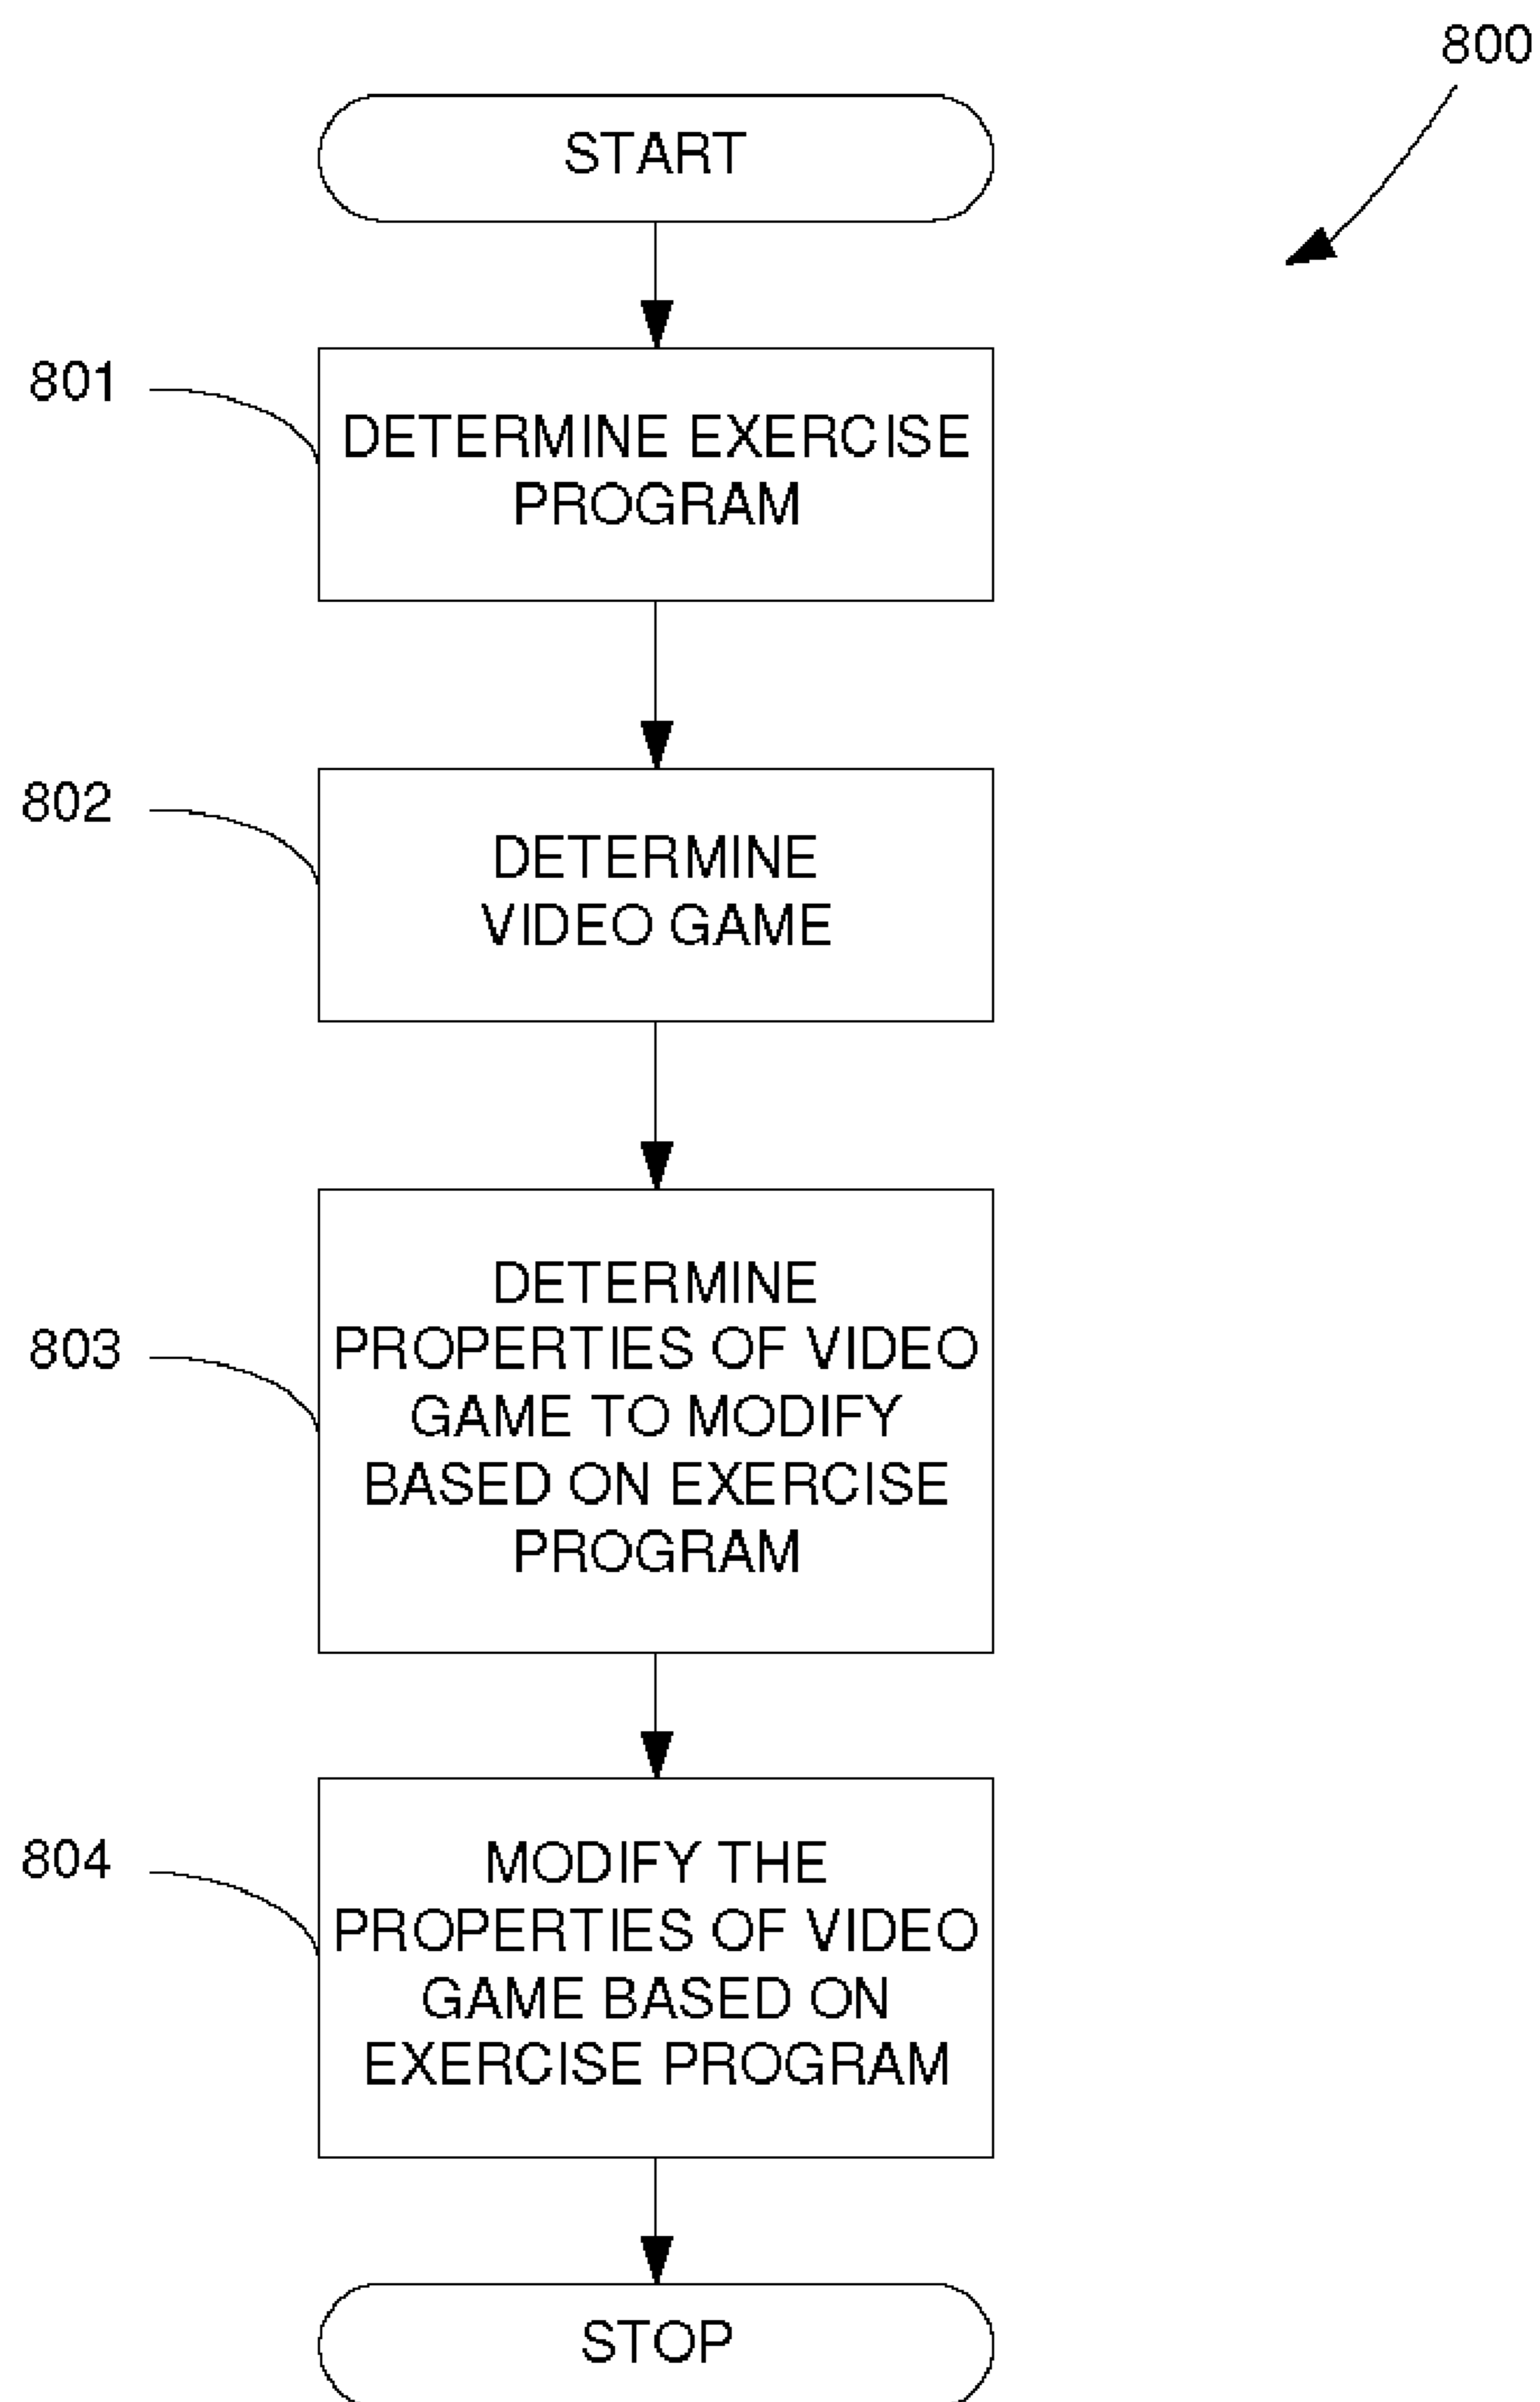 800
START
801
DETERMINE EXERCISE
PROGRAM
802
DETERMINE
VIDEO GAME
803
DETERMINE
PROPERTIES OF VIDEO
GAME TO MODIFY
BASED ON EXERCISE
PROGRAM
804
MODIFY THE
PROPERTIES OF VIDEO
GAME BASED ON
EXERCISE PROGRAM
STOP